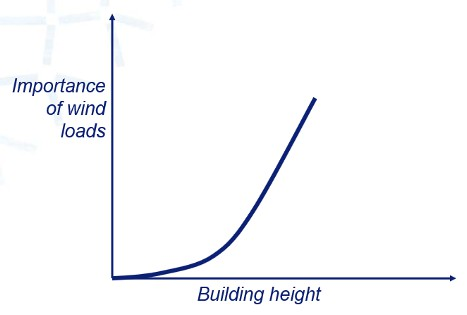 Importance
of wind
loads
Building height